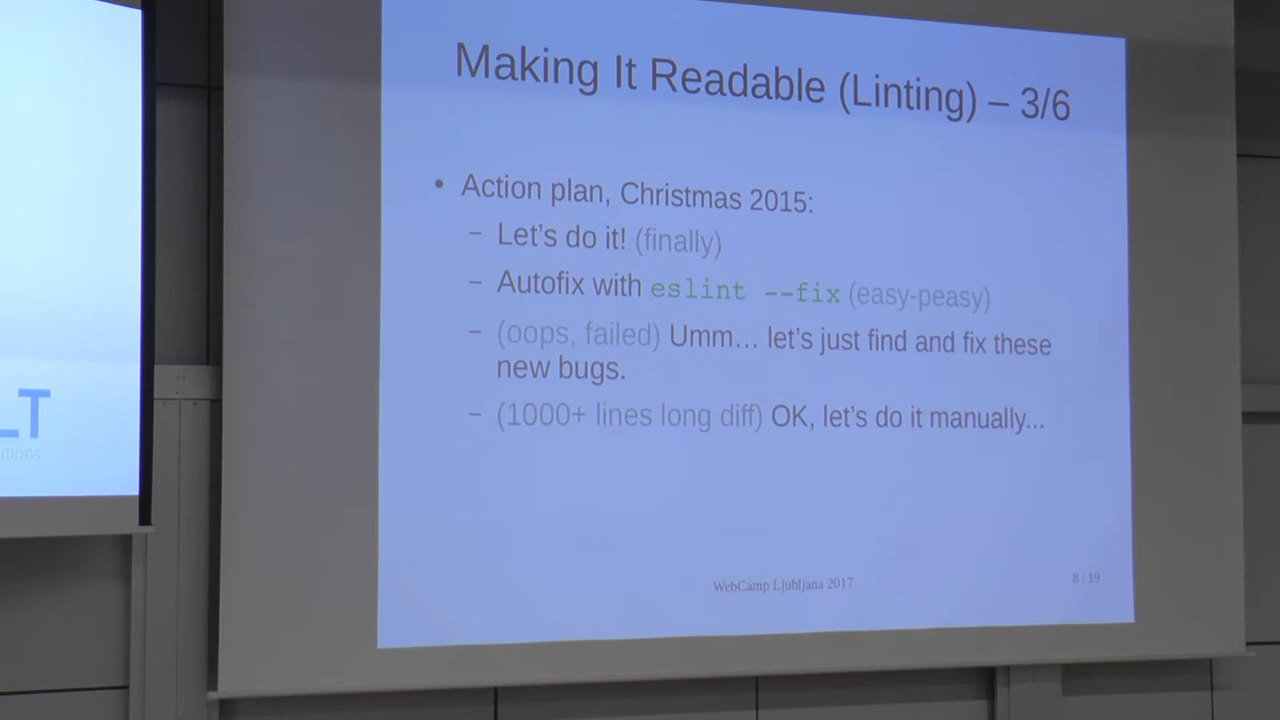 Making It Readable (Linting) – 3/6
• Action plan, Christmas 2015:
– Let's do it! (finally)
– Autofix with eslint --fix (easy-peasy)
– (oops, failed) Umm… let's just find and fix these
new bugs.
– (1000+ lines long diff) OK, let's do it manually...
WebCamp Ljubljana 2017
8 / 19
LT
utions